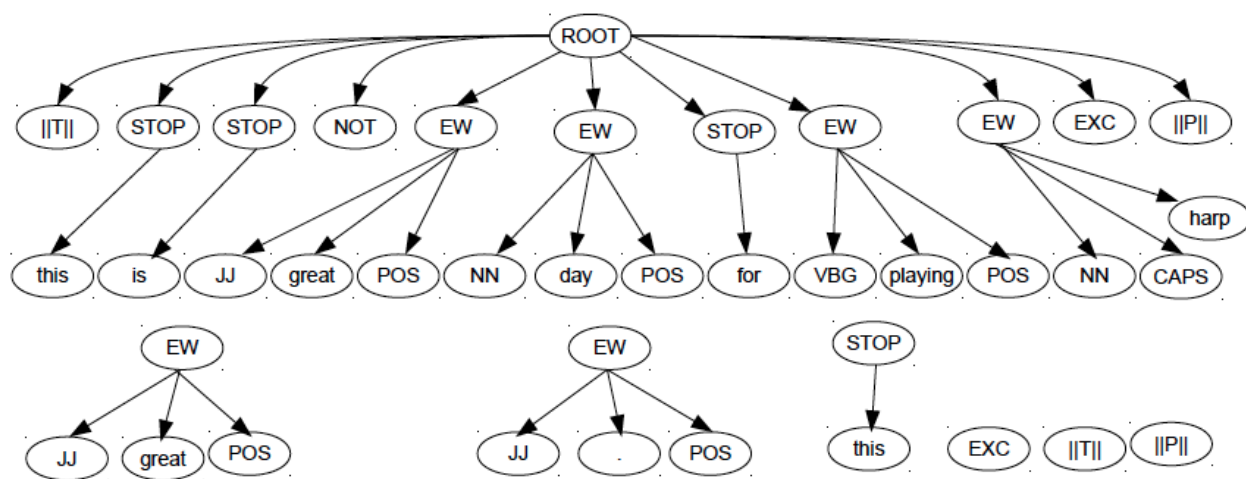 ROOT
||T|| STOP STOP NOT EW EW STOP EW EW EXC ||P||
harp
this is JJ great POS NN day POS for VBG playing POS NN CAPS
EW EW STOP
JJ great POS JJ . POS this EXC ||T|| ||P||